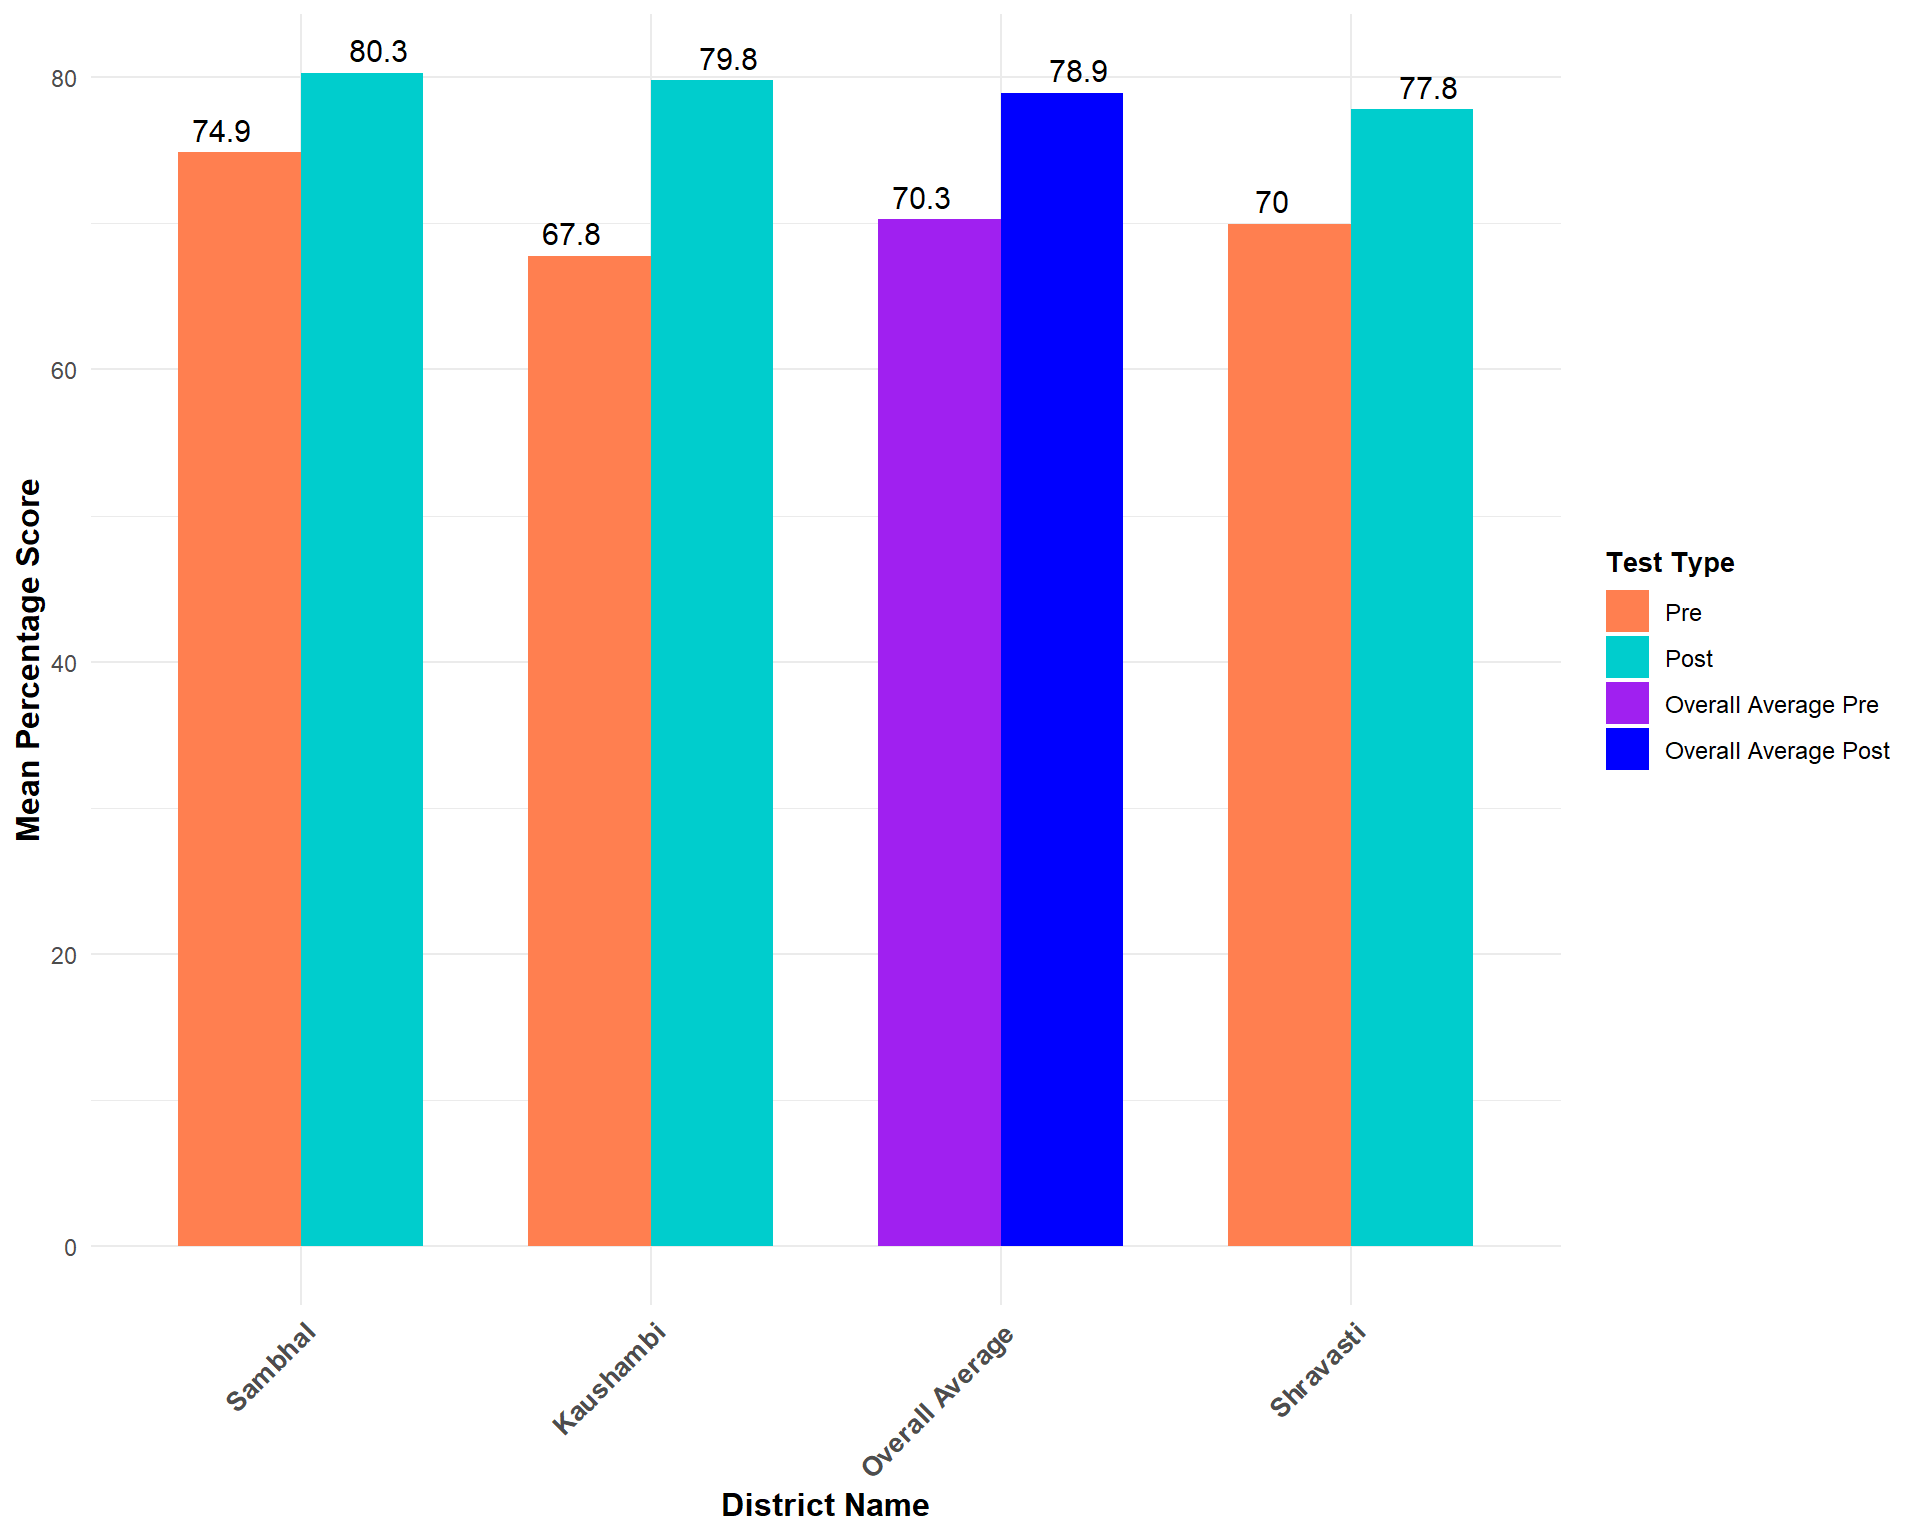 80.3
79.8
78.9
77.8
74.9
70.3
70
67.8
80
60
40
20
0
Mean Percentage Score
Sambhal
Kaushambi
Overall Average
Shravasti
District Name
Test Type
Pre
Post
Overall Average Pre
Overall Average Post